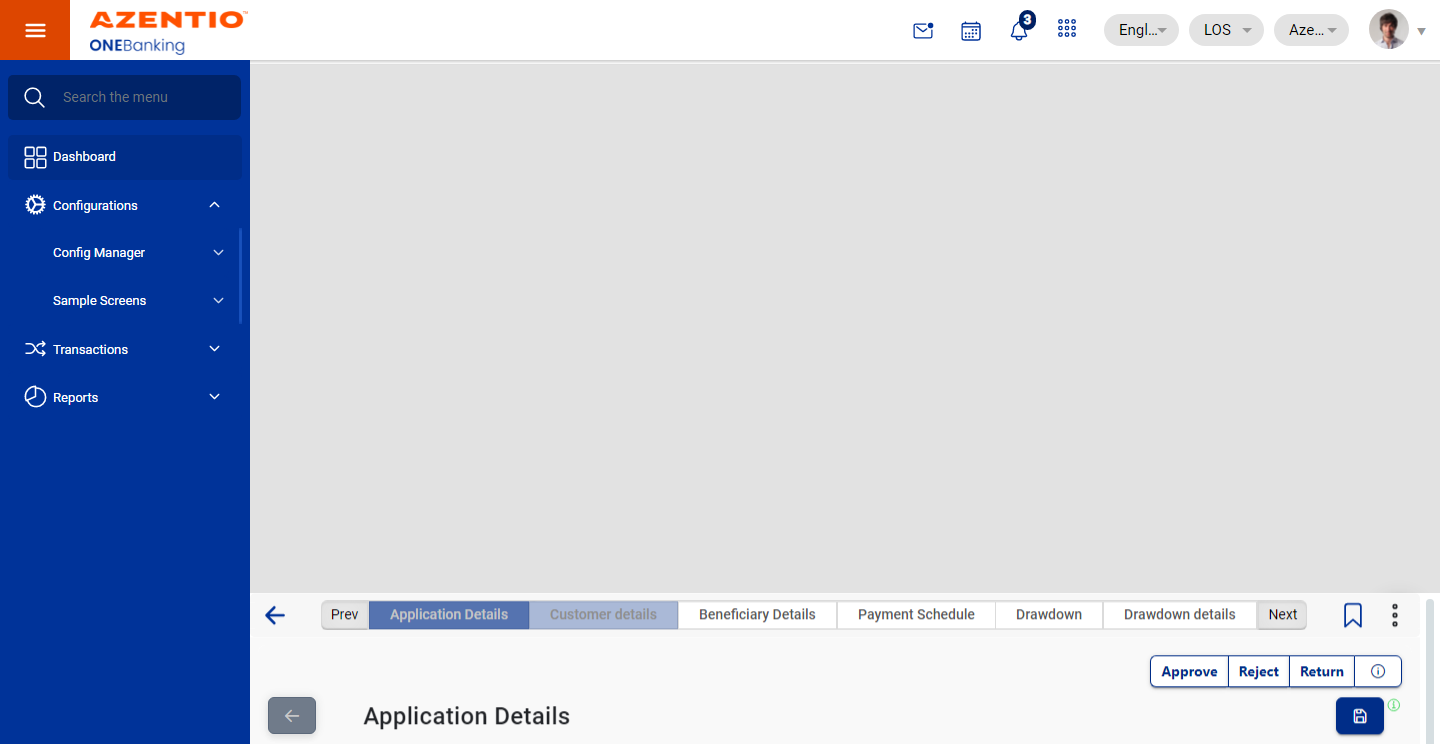 AZENTIO™
ONEBanking
3
Engl...
LOS
Aze...
Search the menu
Dashboard
Configurations
Config Manager
Sample Screens
Transactions
Reports
Prev Application Details Customer details Beneficiary Details Payment Schedule Drawdown Drawdown details Next
Approve Reject Return
Application Details